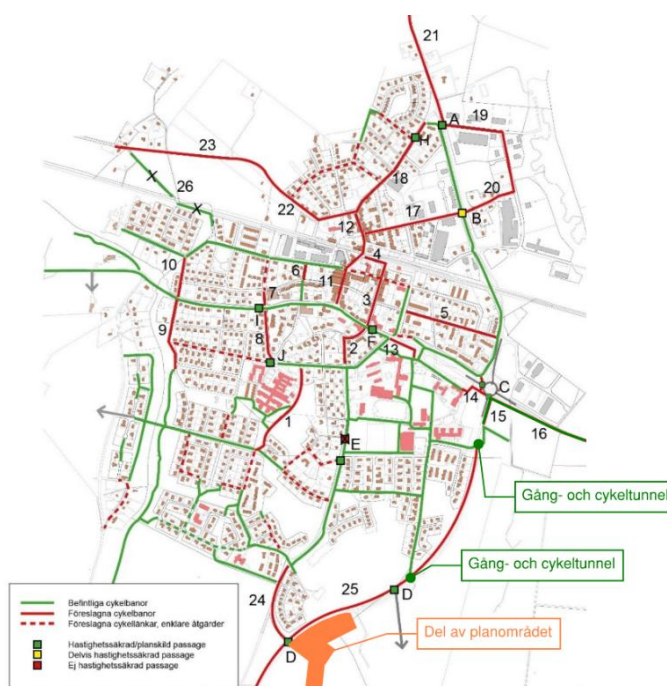 21
A
19
H
23
18
X
26
X
22
20
17
12
B
10
6
4
11
7
3
5
I
9
8
F
2
13
J
C
14
15
1
16
E
Gång- och cykeltunnel
Gång- och cykeltunnel
25
24
D
D
Del av planområdet
Befintliga cykelbanor
Föreslagna cykelbanor
Föreslagna cykellänkar, enklare åtgärder
Hastighetssäkrad/planskild passage
Delvis hastighetssäkrad passage
Ej hastighetssäkrad passage